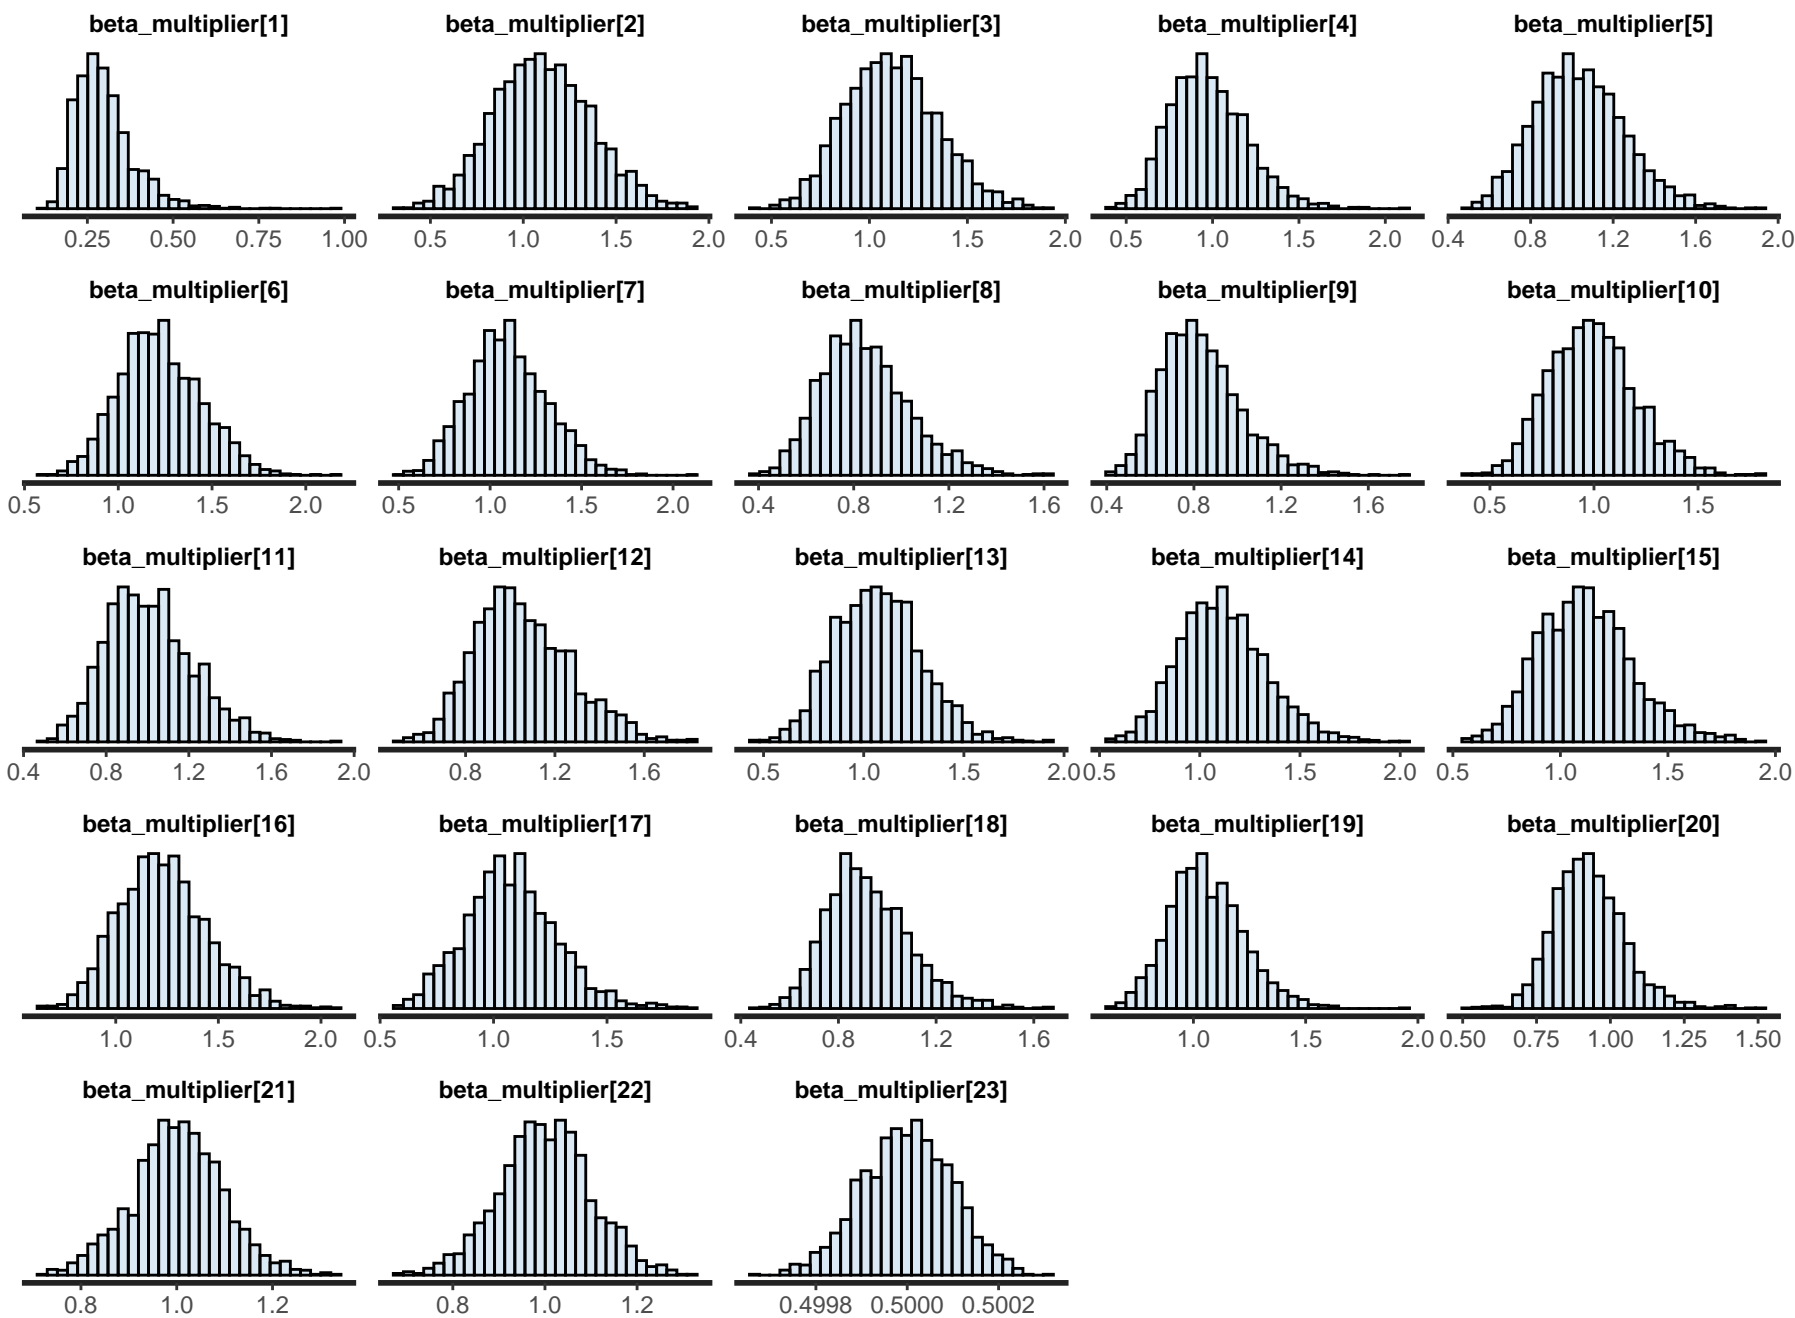 beta_multiplier[1] beta_multiplier[2] beta_multiplier[3] beta_multiplier[4] beta_multiplier[5]
0.25 0.50 0.75 1.00 0.5 1.0 1.5 2.0 0.5 1.0 1.5 2.0 0.5 1.0 1.5 2.0 0.4 0.8 1.2 1.6 2.0
beta_multiplier[6] beta_multiplier[7] beta_multiplier[8] beta_multiplier[9] beta_multiplier[10]
0.5 1.0 1.5 2.0 0.5 1.0 1.5 2.0 0.4 0.8 1.2 1.6 0.4 0.8 1.2 1.6 0.5 1.0 1.5
beta_multiplier[11] beta_multiplier[12] beta_multiplier[13] beta_multiplier[14] beta_multiplier[15]
0.4 0.8 1.2 1.6 2.0 0.8 1.2 1.6 0.5 1.0 1.5 2.0 0.5 1.0 1.5 2.0 0.5 1.0 1.5 2.0
beta_multiplier[16] beta_multiplier[17] beta_multiplier[18] beta_multiplier[19] beta_multiplier[20]
1.0 1.5 2.0 0.5 1.0 1.5 0.4 0.8 1.2 1.6 1.0 1.5 2.0 0.50 0.75 1.00 1.25 1.50
beta_multiplier[21] beta_multiplier[22] beta_multiplier[23]
0.8 1.0 1.2 0.8 1.0 1.2 0.4998 0.5000 0.5002